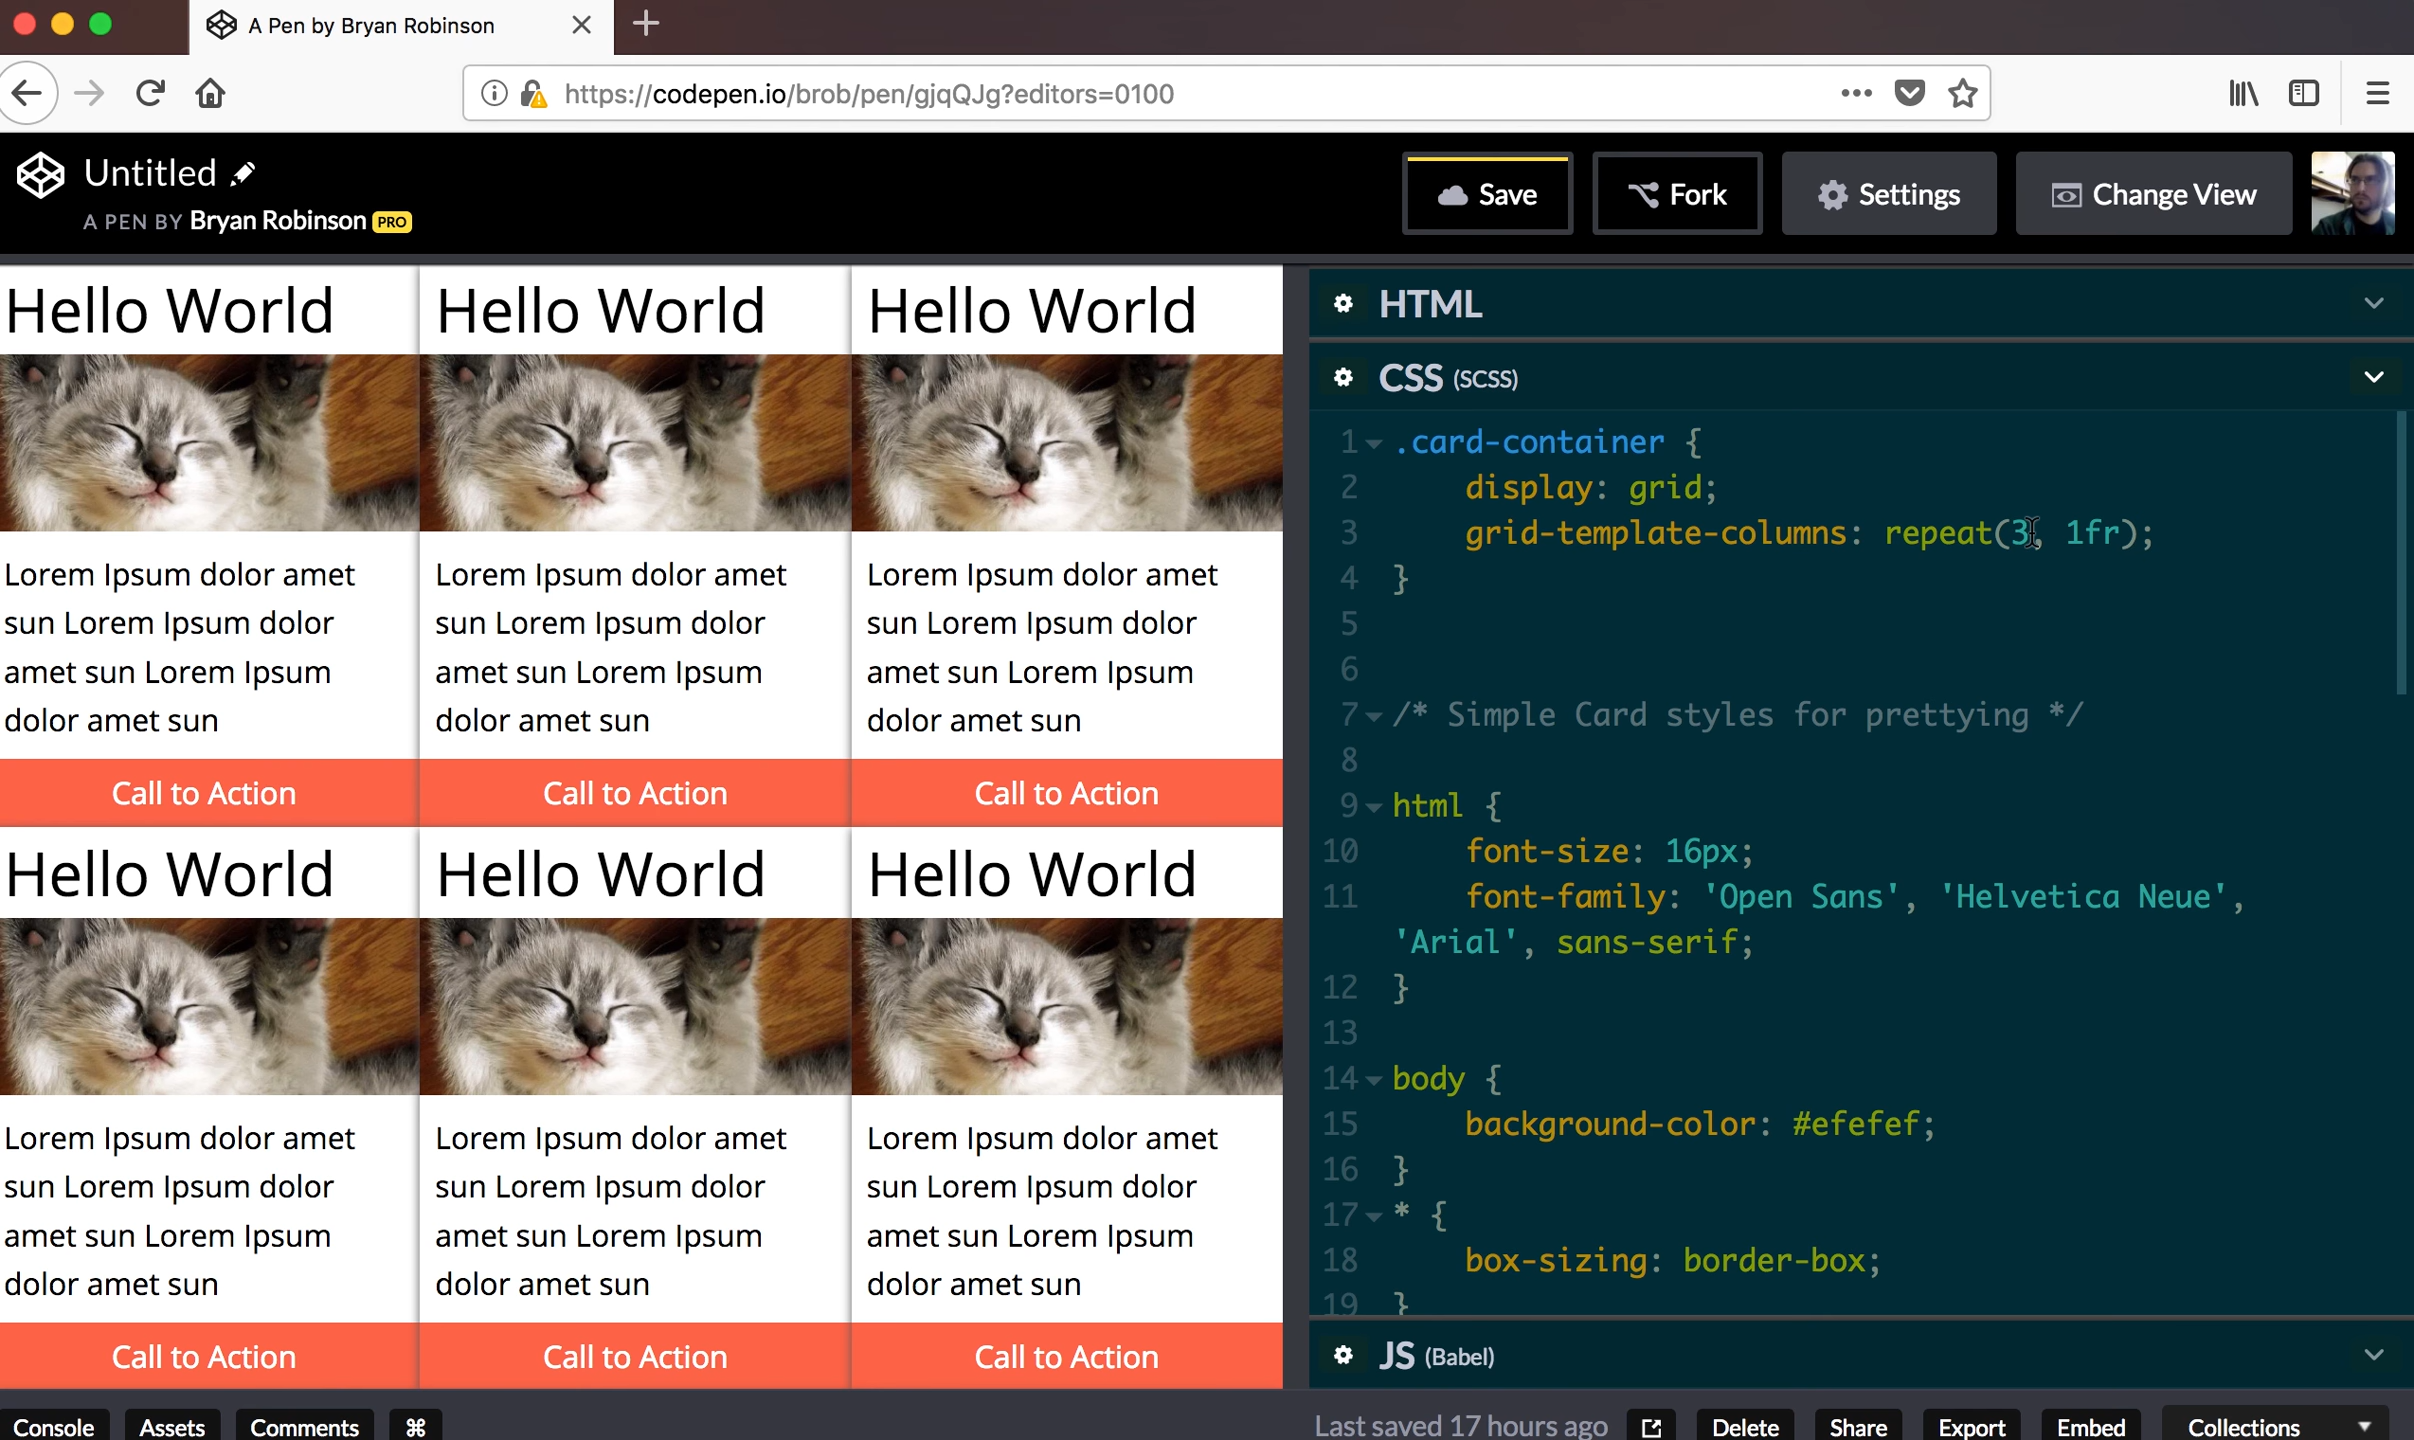 A Pen by Bryan Robinson
https://codepen.io/brob/pen/gjqQJg?editors=0100
Untitled
A PEN BY Bryan Robinson PRO
Save
Fork
Settings
Change View
Hello World
Lorem Ipsum dolor amet
sun Lorem Ipsum dolor
amet sun Lorem Ipsum
dolor amet sun
Call to Action
Hello World
Lorem Ipsum dolor amet
sun Lorem Ipsum dolor
amet sun Lorem Ipsum
dolor amet sun
Call to Action
Hello World
Lorem Ipsum dolor amet
sun Lorem Ipsum dolor
amet sun Lorem Ipsum
dolor amet sun
Call to Action
Hello World
Lorem Ipsum dolor amet
sun Lorem Ipsum dolor
amet sun Lorem Ipsum
dolor amet sun
Call to Action
Hello World
Lorem Ipsum dolor amet
sun Lorem Ipsum dolor
amet sun Lorem Ipsum
dolor amet sun
Call to Action
Hello World
Lorem Ipsum dolor amet
sun Lorem Ipsum dolor
amet sun Lorem Ipsum
dolor amet sun
Call to Action
HTML
CSS (SCSS)
1 .card-container {
2 display: grid;
3 grid-template-columns: repeat(3, 1fr);
4 }
5
6
7 /* Simple Card styles for prettying */
8
9 html {
10 font-size: 16px;
11 font-family: 'Open Sans', 'Helvetica Neue',
'Arial', sans-serif;
12 }
13
14 body {
15 background-color: #efefef;
16 }
17 * {
18 box-sizing: border-box;
19 }
JS (Babel)
Console
Assets
Comments
⌘
Last saved 17 hours ago
Delete
Share
Export
Embed
Collections